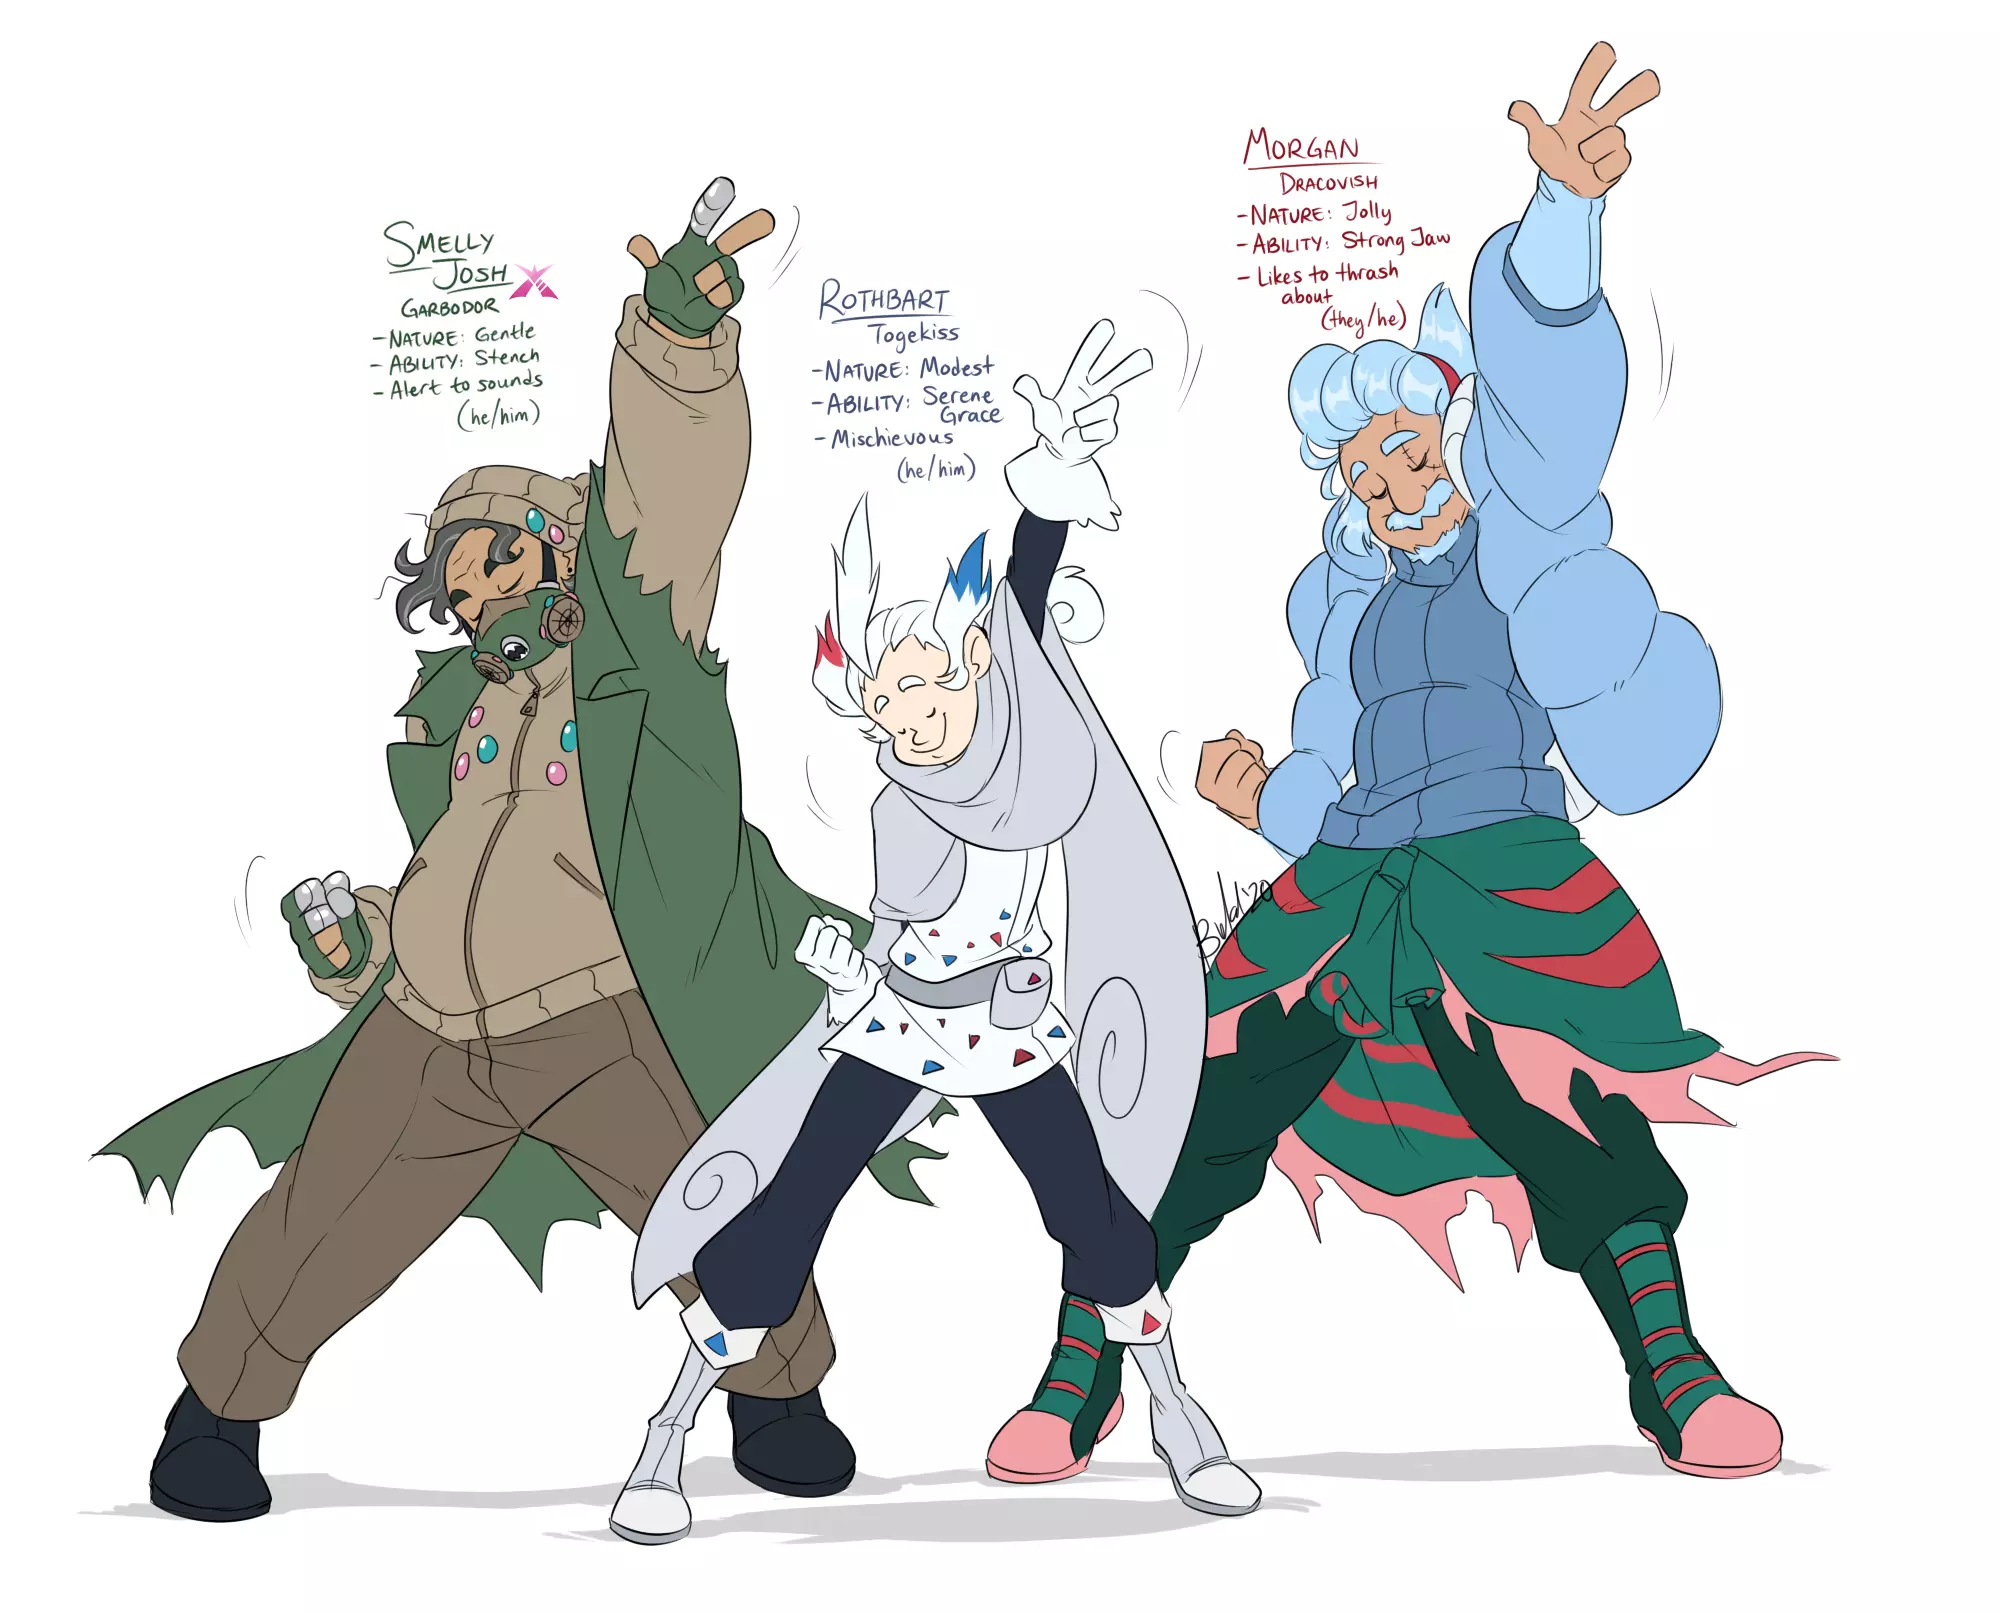 SMELLY
JOSH
GARBODOR
- NATURE: Gentle
- ABILITY: Stench
- Alert to sounds
(he/him)
ROTHBART
Togekiss
- NATURE: Modest
- ABILITY: Serene
Grace
- Mischievous
(he/him)
MORGAN
DRACOVISH
- NATURE: Jolly
- ABILITY: Strong Jaw
- Likes to thrash
about
(they/he)
'20